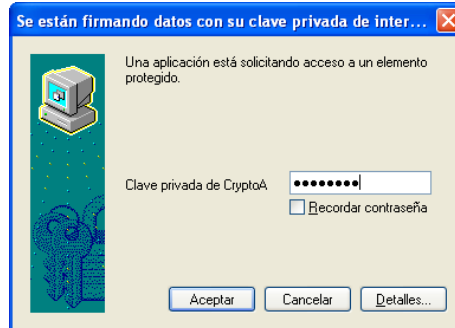 Se están firmando datos con su clave privada de inter...
Una aplicación está solicitando acceso a un elemento
protegido.
Clave privada de CryptoA ●●●●●●●●
Recordar contraseña
Aceptar Cancelar Detalles...